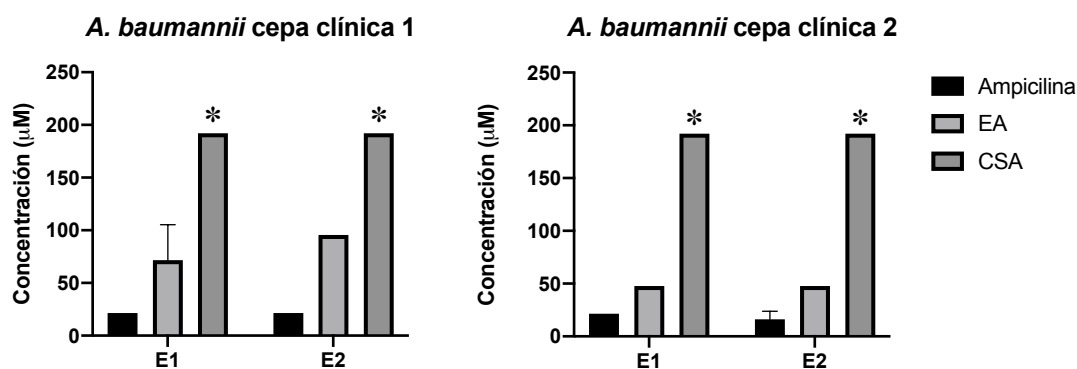 A. baumannii cepa clínica 1
250
200
150
100
50
0
Concentración (μM)
*
*
E1
E2
A. baumannii cepa clínica 2
250
200
150
100
50
0
Concentración (μM)
*
*
E1
E2
Ampicilina
EA
CSA